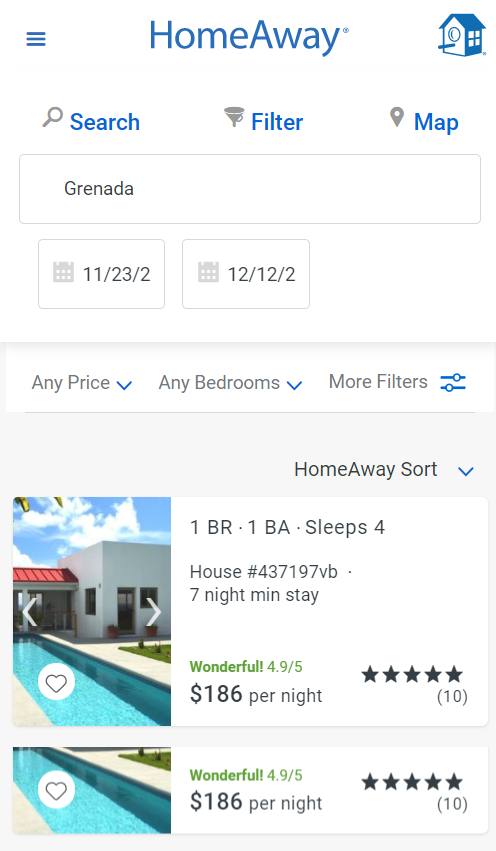 HomeAway®
Search Filter Map
Grenada
11/23/2 12/12/2
Any Price Any Bedrooms More Filters
HomeAway Sort
1 BR · 1 BA · Sleeps 4
House #437197vb ·
7 night min stay
Wonderful! 4.9/5
$186 per night
(10)
Wonderful! 4.9/5
$186 per night
(10)